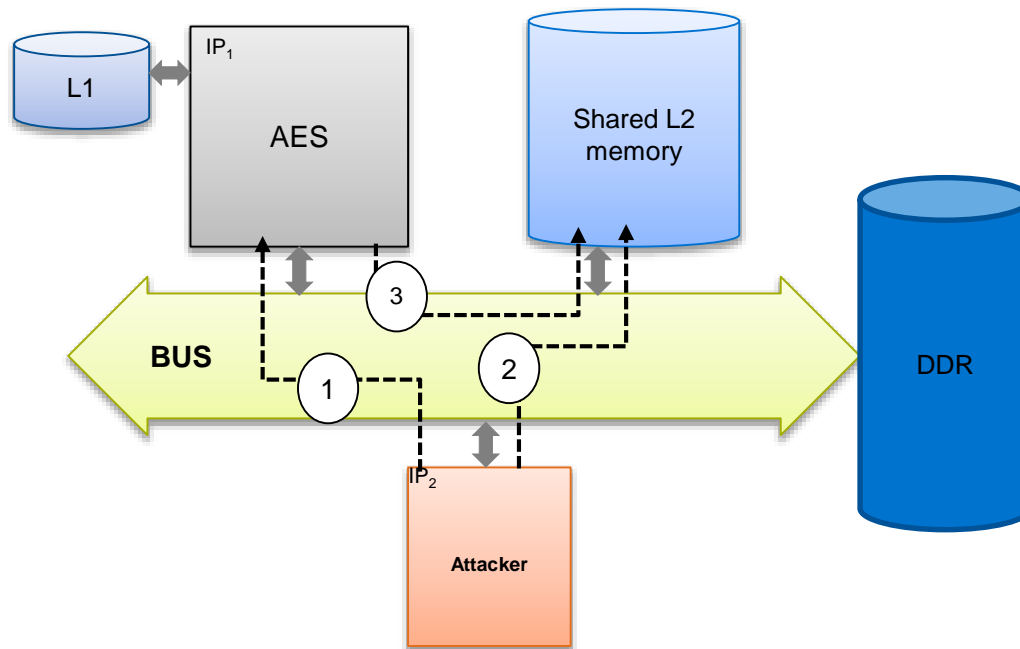 IP₁
L1
AES
Shared L2
memory
3
BUS
1
2
DDR
IP₂
Attacker